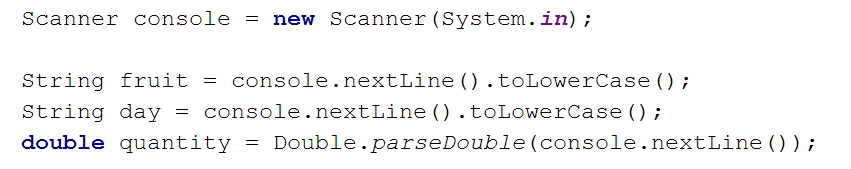 Scanner console = new Scanner(System.in);
String fruit = console.nextLine().toLowerCase();
String day = console.nextLine().toLowerCase();
double quantity = Double.parseDouble(console.nextLine());